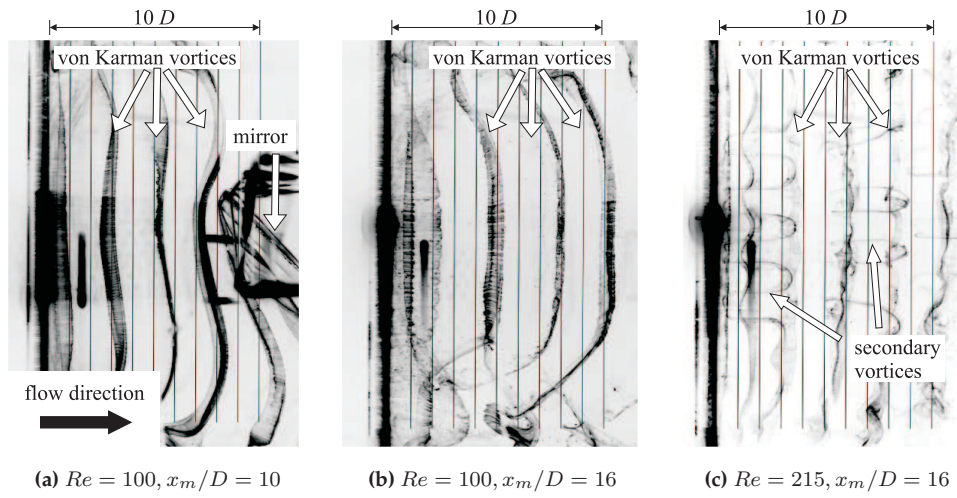 10 D
von Karman vortices
mirror
flow direction
(a) Re = 100, x_m/D = 10
10 D
von Karman vortices
(b) Re = 100, x_m/D = 16
10 D
von Karman vortices
secondary
vortices
(c) Re = 215, x_m/D = 16